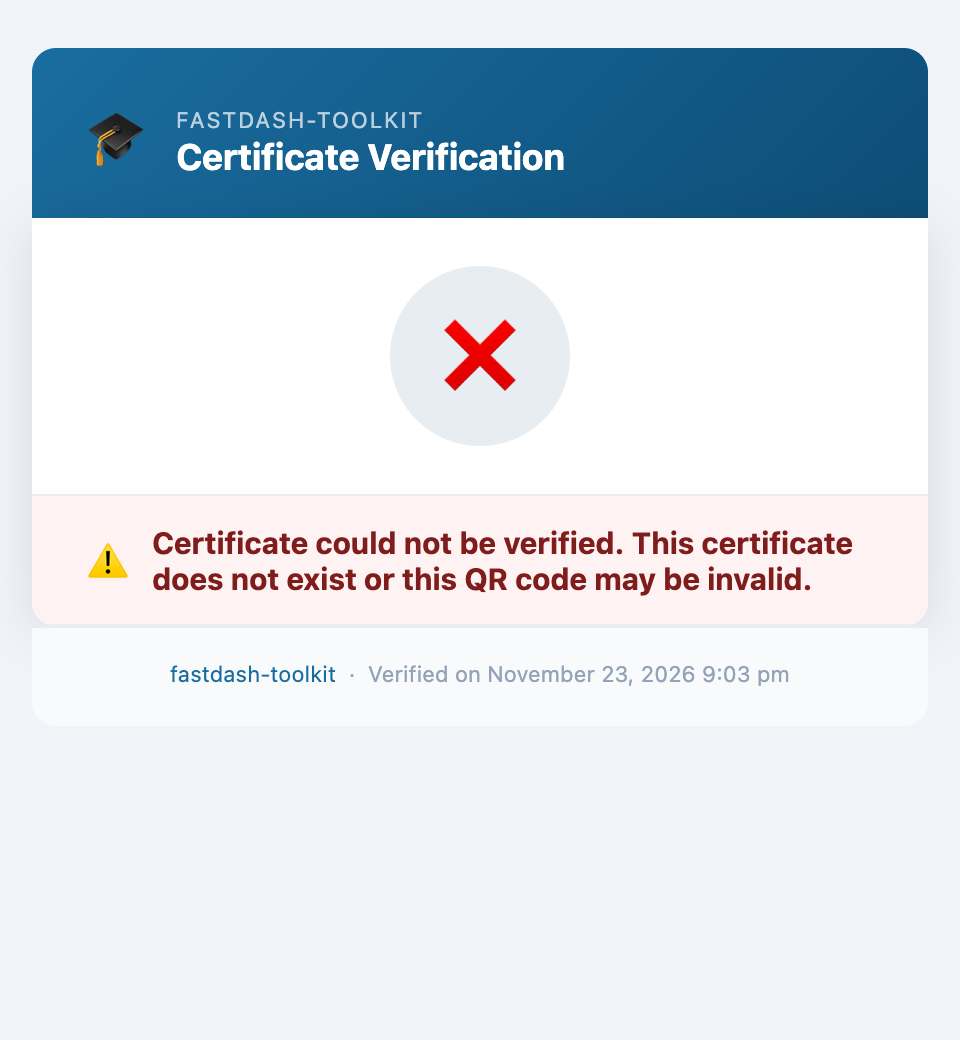 FASTDASH-TOOLKIT
Certificate Verification
Certificate could not be verified. This certificate
does not exist or this QR code may be invalid.
fastdash-toolkit · Verified on November 23, 2026 9:03 pm